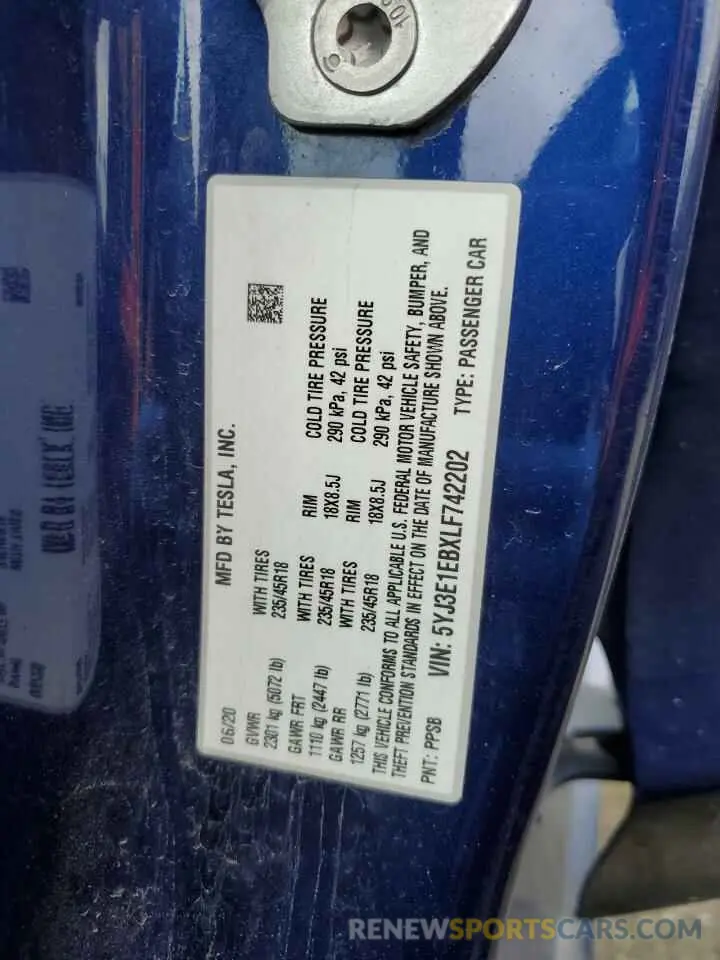 MFD BY TESLA, INC.
06/20
GVWR WITH TIRES RIM COLD TIRE PRESSURE
2301 kg (5072 lb) 235/45R18 18X8.5J 290 kPa, 42 psi
GAWR FRT WITH TIRES RIM COLD TIRE PRESSURE
1110 kg (2447 lb) 235/45R18 18X8.5J 290 kPa, 42 psi
GAWR RR WITH TIRES
1257 kg (2771 lb) 235/45R18
THIS VEHICLE CONFORMS TO ALL APPLICABLE U.S. FEDERAL MOTOR VEHICLE SAFETY, BUMPER, AND
THEFT PREVENTION STANDARDS IN EFFECT ON THE DATE OF MANUFACTURE SHOWN ABOVE.
PNT: PPSB VIN: 5YJ3E1EBXLF742202 TYPE: PASSENGER CAR
RENEWSPORTSCARS.COM